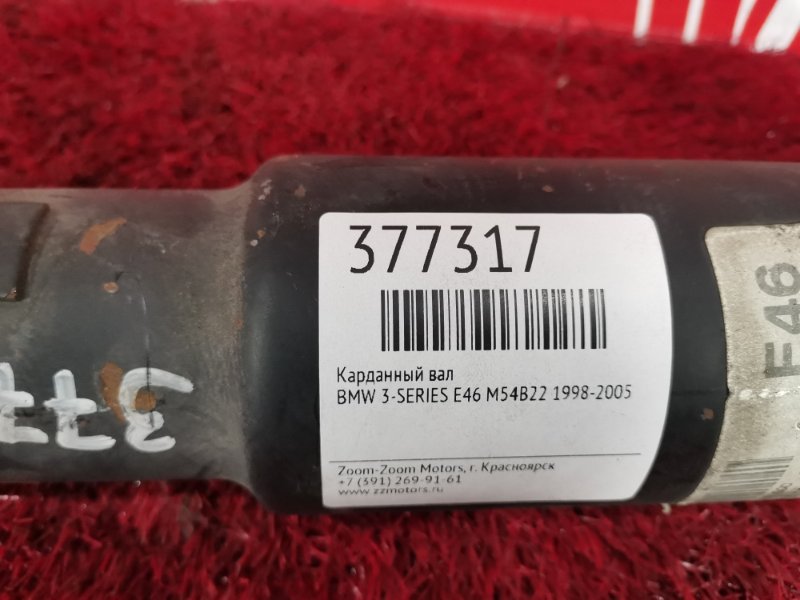 377317
Карданный вал
BMW 3-SERIES E46 M54B22 1998-2005
Zoom-Zoom Motors, г. Красноярск
+7 (391) 269-91-61
www.zzmotors.ru
E46
377